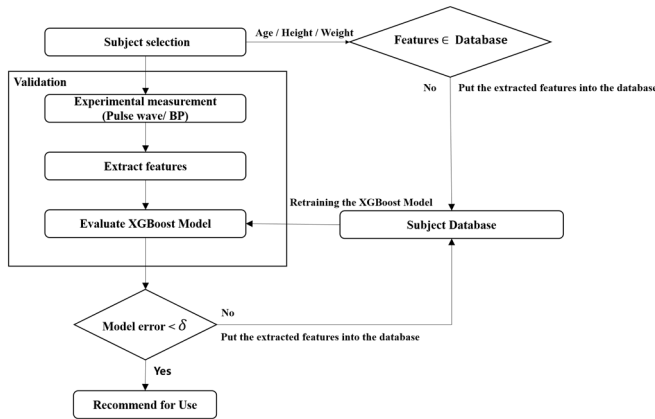 Subject selection
Age / Height / Weight
Features ∈ Database
Validation
Experimental measurement
(Pulse wave/ BP)
No
Put the extracted features into the database
Extract features
Retraining the XGBoost Model
Evaluate XGBoost Model
Subject Database
Model error < δ
No
Put the extracted features into the database
Yes
Recommend for Use